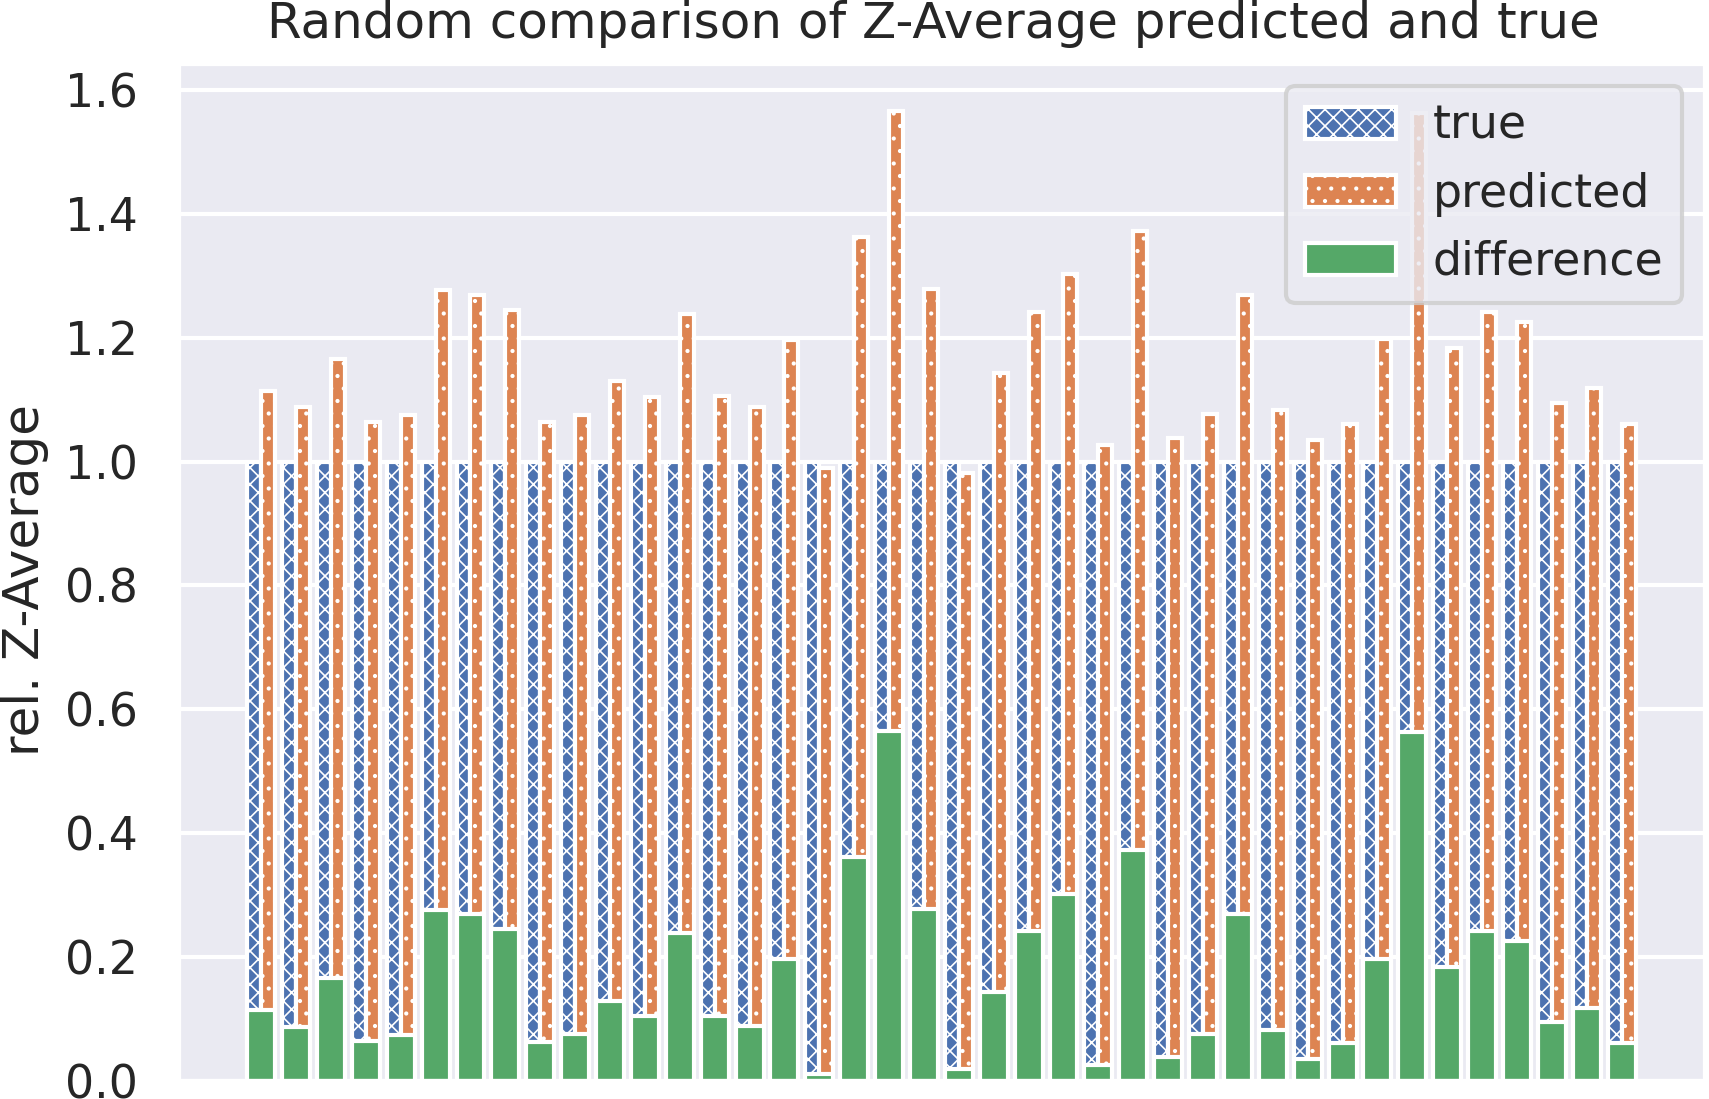 Random comparison of Z-Average predicted and true
rel. Z-Average
1.6
1.4
1.2
1.0
0.8
0.6
0.4
0.2
0.0
true
predicted
difference